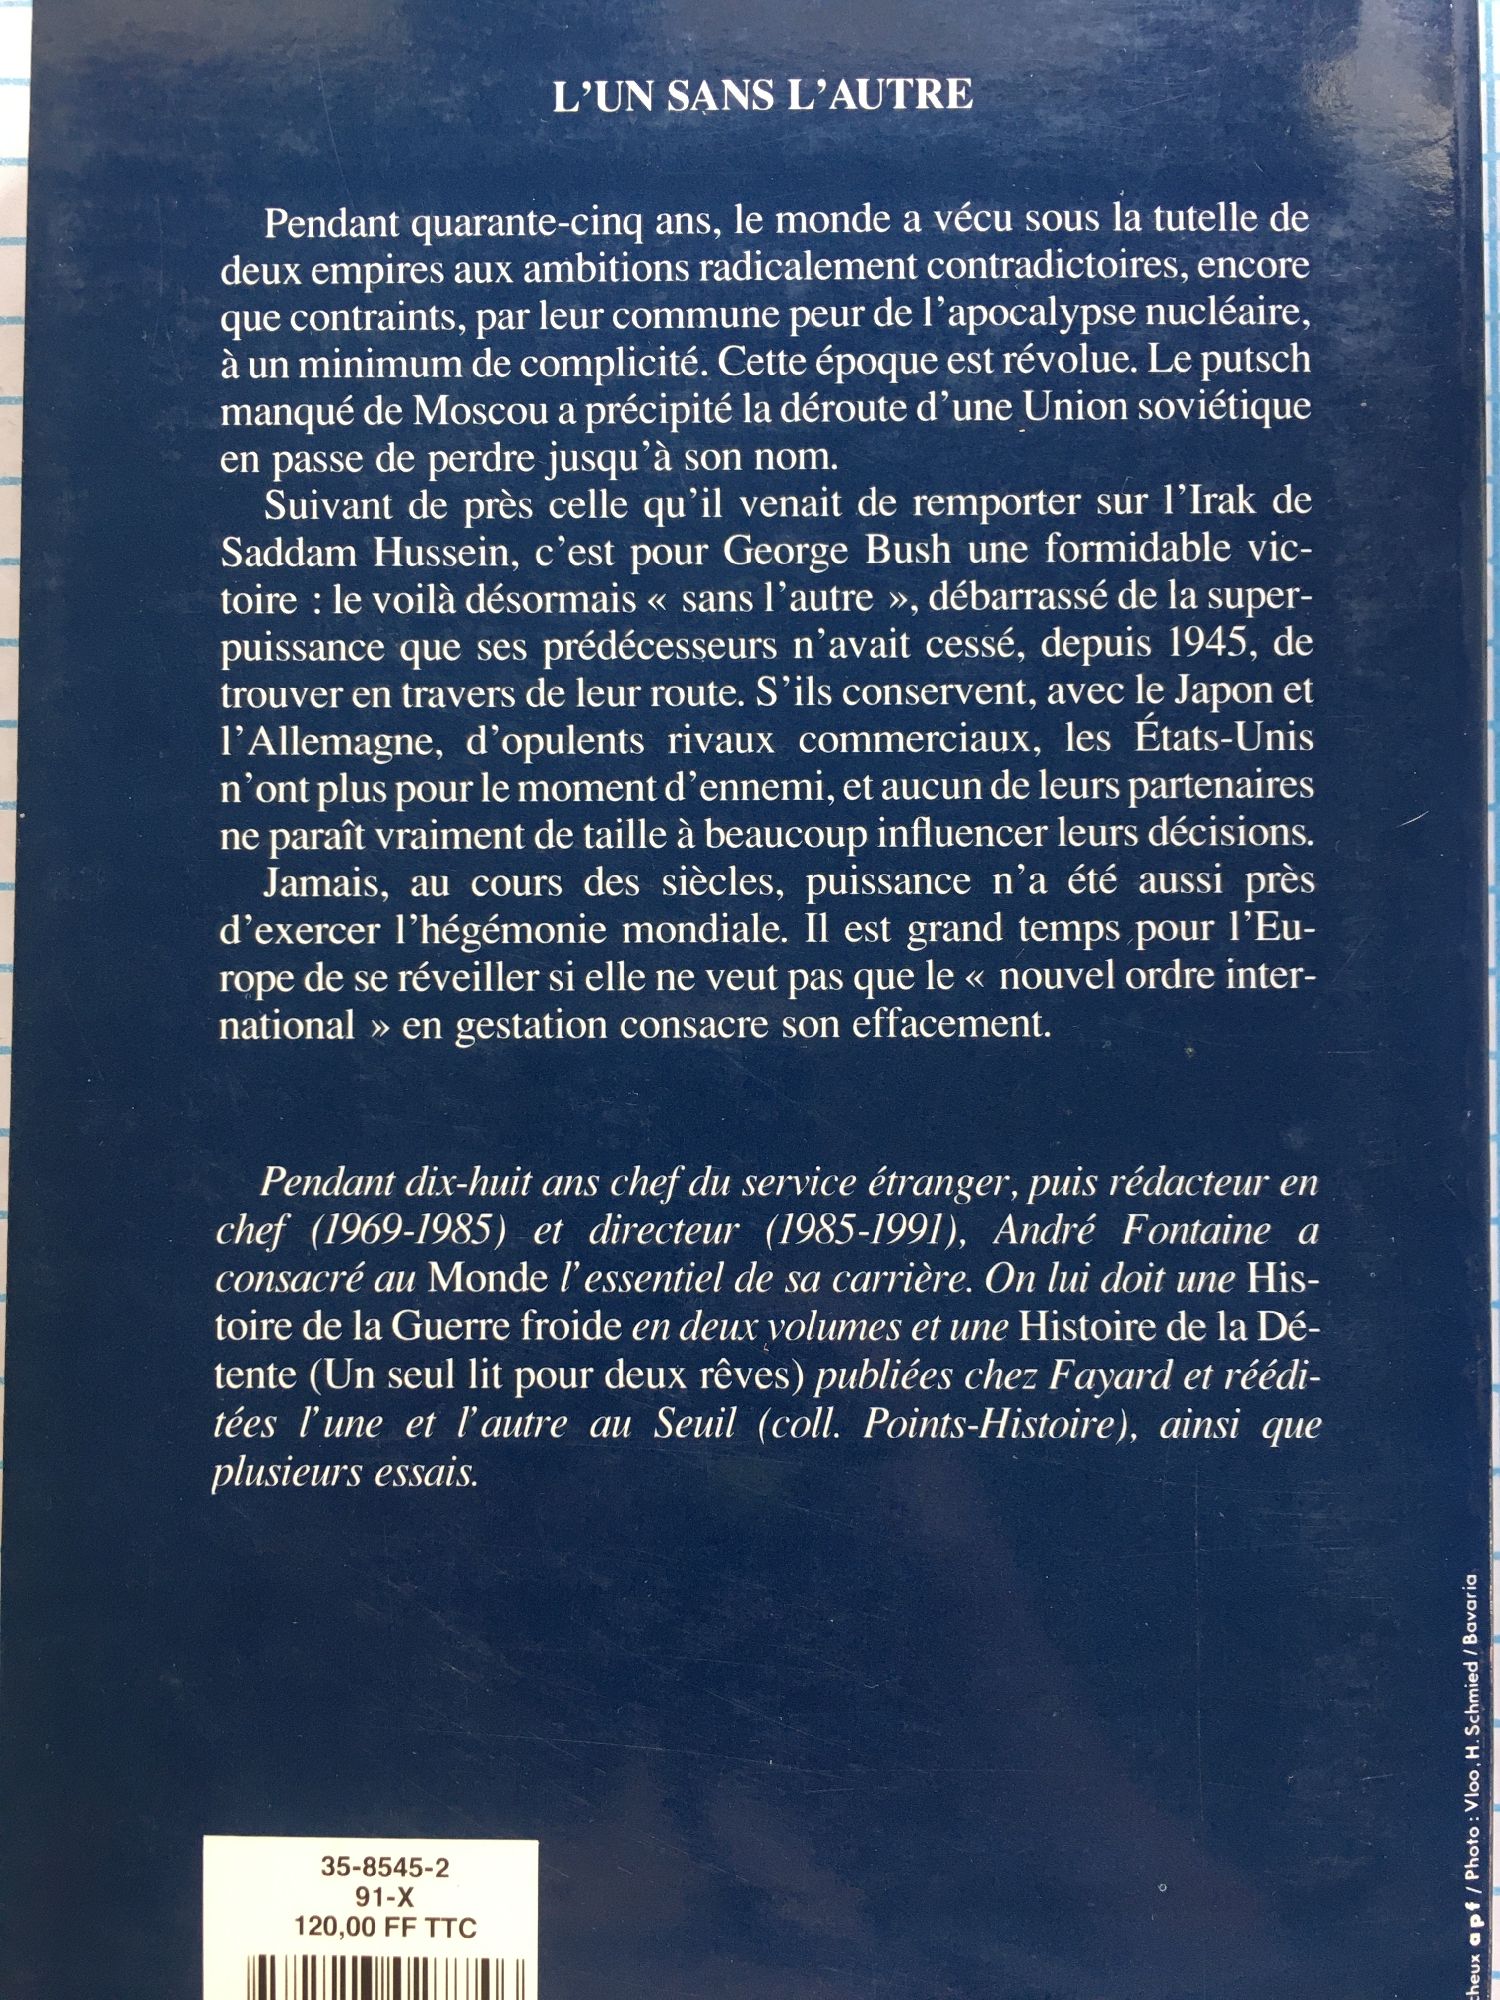 L'UN SANS L'AUTRE
Pendant quarante-cinq ans, le monde a vécu sous la tutelle de
deux empires aux ambitions radicalement contradictoires, encore
que contraints, par leur commune peur de l'apocalypse nucléaire,
à un minimum de complicité. Cette époque est révolue. Le putsch
manqué de Moscou a précipité la déroute d'une Union soviétique
en passe de perdre jusqu'à son nom.
Suivant de près celle qu'il venait de remporter sur l'Irak de
Saddam Hussein, c'est pour George Bush une formidable vic-
toire : le voilà désormais « sans l'autre », débarrassé de la super-
puissance que ses prédécesseurs n'avait cessé, depuis 1945, de
trouver en travers de leur route. S'ils conservent, avec le Japon et
l'Allemagne, d'opulents rivaux commerciaux, les États-Unis
n'ont plus pour le moment d'ennemi, et aucun de leurs partenaires
ne paraît vraiment de taille à beaucoup influencer leurs décisions.
Jamais, au cours des siècles, puissance n'a été aussi près
d'exercer l'hégémonie mondiale. Il est grand temps pour l'Eu-
rope de se réveiller si elle ne veut pas que le « nouvel ordre inter-
national » en gestation consacre son effacement.
Pendant dix-huit ans chef du service étranger, puis rédacteur en
chef (1969-1985) et directeur (1985-1991), André Fontaine a
consacré au Monde l'essentiel de sa carrière. On lui doit une His-
toire de la Guerre froide en deux volumes et une Histoire de la Dé-
tente (Un seul lit pour deux rêves) publiées chez Fayard et réédi-
tées l'une et l'autre au Seuil (coll. Points-Histoire), ainsi que
plusieurs essais.
35-8545-2
91-X
120,00 FF TTC
cheux apf / Photo : Vloo, H. Schmied / Bavaria